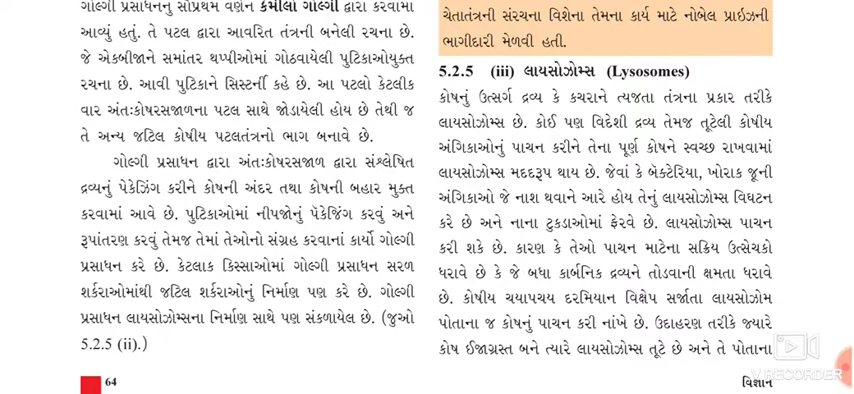 ગોલ્ગી પ્રસાધનનું સૌપ્રથમ વર્ણન કેમીલો ગોલ્ગી દ્વારા કરવામાં
આવ્યું હતું. તે પટલ દ્વારા આવરિત તંત્રની બનેલી રચના છે.
જે એકબીજાને સમાંતર થપ્પીઓમાં ગોઠવાયેલી પુટિકાઓયુક્ત
રચના છે. આવી પુટિકાને સિસ્ટર્ની કહે છે. આ પટલો કેટલીક
વાર અંતઃકોષરસજાળના પટલ સાથે જોડાયેલી હોય છે તેથી જ
તે અન્ય જટિલ કોષીય પટલતંત્રનો ભાગ બનાવે છે.
ગોલ્ગી પ્રસાધન દ્વારા અંતઃકોષરસજાળ દ્વારા સંશ્લેષિત
દ્રવ્યનું પેકેઝિંગ કરીને કોષની અંદર તથા કોષની બહાર મુક્ત
કરવામાં આવે છે. પુટિકાઓમાં નીપજોનું પૅકેજિંગ કરવું અને
રૂપાંતરણ કરવું તેમજ તેમાં તેઓનો સંગ્રહ કરવાનાં કાર્યો ગોલ્ગી
પ્રસાધન કરે છે. કેટલાક કિસ્સાઓમાં ગોલ્ગી પ્રસાધન સરળ
શર્કરાઓમાંથી જટિલ શર્કરાઓનું નિર્માણ પણ કરે છે. ગોલ્ગી
પ્રસાધન લાયસોઝોમ્સના નિર્માણ સાથે પણ સંકળાયેલ છે. (જુઓ
5.2.5 (ii).)
64
ચેતાતંત્રની સંરચના વિશેના તેમના કાર્ય માટે નોબેલ પ્રાઇઝની
ભાગીદારી મેળવી હતી.
5.2.5 (iii) લાયસોઝોમ્સ (Lysosomes)
કોષનું ઉત્સર્ગ દ્રવ્ય કે કચરાને ત્યજતા તંત્રના પ્રકાર તરીકે
લાયસોઝોમ્સ છે. કોઈ પણ વિદેશી દ્રવ્ય તેમજ તૂટેલી કોષીય
અંગિકાઓનું પાચન કરીને તેના પૂર્ણ કોષને સ્વચ્છ રાખવામાં
લાયસોઝોમ્સ મદદરૂપ થાય છે. જેવાં કે બૅક્ટેરિયા, ખોરાક જૂની
અંગિકાઓ જે નાશ થવાને આરે હોય તેનું લાયસોઝોમ્સ વિઘટન
કરે છે અને નાના ટુકડાઓમાં ફેરવે છે. લાયસોઝોમ્સ પાચન
કરી શકે છે. કારણ કે તેઓ પાચન માટેના સક્રિય ઉત્સેચકો
ધરાવે છે કે જે બધા કાર્બનિક દ્રવ્યને તોડવાની ક્ષમતા ધરાવે
છે. કોષીય ચયાપચય દરમિયાન વિક્ષેપ સર્જાતા લાયસોઝોમ
પોતાના જ કોષનું પાચન કરી નાંખે છે. ઉદાહરણ તરીકે જ્યારે
કોષ ઈજાગ્રસ્ત બને ત્યારે લાયસોઝોમ્સ તૂટે છે અને તે પોતાના
વિજ્ઞાન
V RECORDER